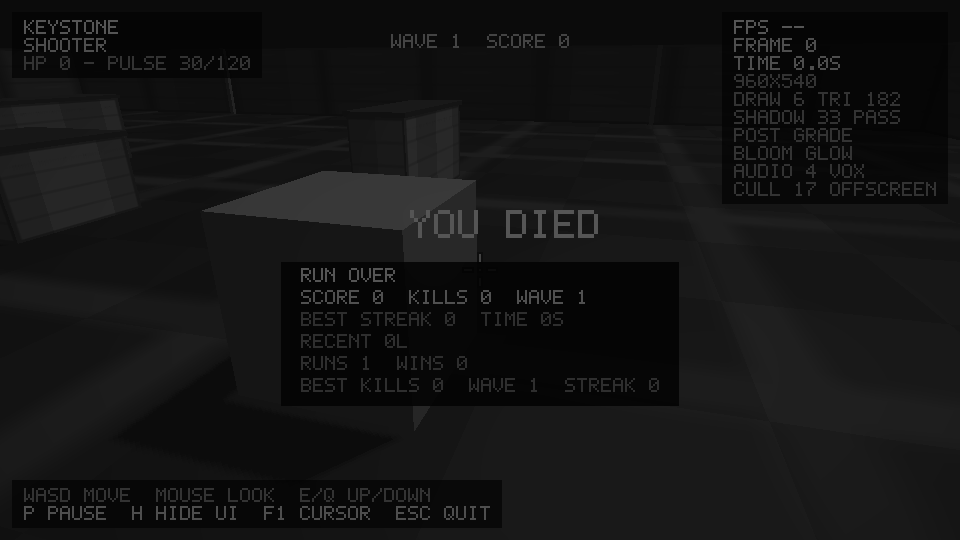 KEYSTONE
SHOOTER
HP 0 - PULSE 30/120
WAVE 1 SCORE 0
FPS --
FRAME 0
TIME 0.0S
960X540
DRAW 6 TRI 182
SHADOW 33 PASS
POST GRADE
BLOOM GLOW
AUDIO 4 VOX
CULL 17 OFFSCREEN
YOU DIED
RUN OVER
SCORE 0 KILLS 0 WAVE 1
BEST STREAK 0 TIME 0S
RECENT 0L
RUNS 1 WINS 0
BEST KILLS 0 WAVE 1 STREAK 0
WASD MOVE MOUSE LOOK E/Q UP/DOWN
P PAUSE H HIDE UI F1 CURSOR ESC QUIT